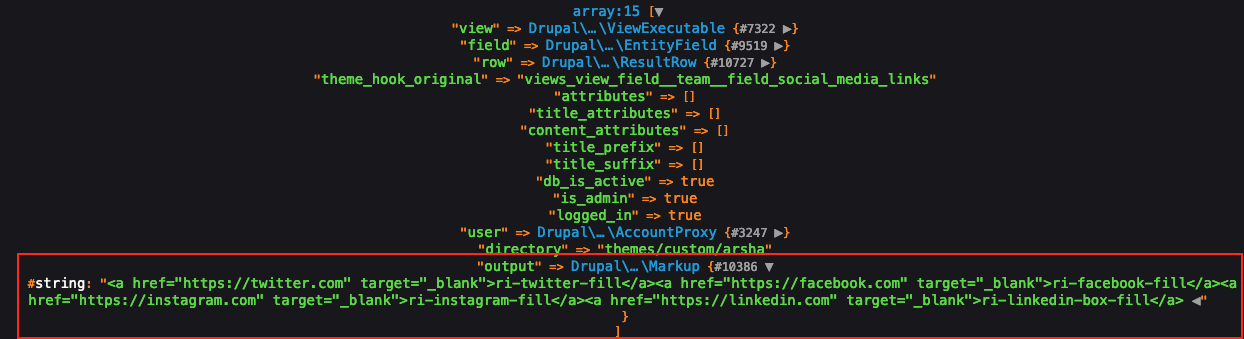 array:15 [▼
"view" => Drupal\…\ViewExecutable {#7322 ▶}
"field" => Drupal\…\EntityField {#9519 ▶}
"row" => Drupal\…\ResultRow {#10727 ▶}
"theme_hook_original" => "views_view_field__team__field_social_media_links"
"attributes" => []
"title_attributes" => []
"content_attributes" => []
"title_prefix" => []
"title_suffix" => []
"db_is_active" => true
"is_admin" => true
"logged_in" => true
"user" => Drupal\…\AccountProxy {#3247 ▶}
"directory" => "themes/custom/arsha"
"output" => Drupal\…\Markup {#10386 ▼
#string: "<a href="https://twitter.com" target="_blank">ri-twitter-fill</a><a href="https://facebook.com" target="_blank">ri-facebook-fill</a><a
href="https://instagram.com" target="_blank">ri-instagram-fill</a><a href="https://linkedin.com" target="_blank">ri-linkedin-box-fill</a> ◀"
}
]